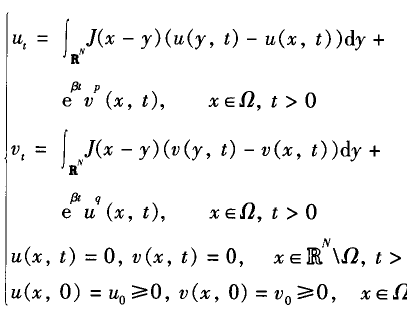 u_t = ∫_{ℝ^N} J(x − y)(u(y, t) − u(x, t))dy +
e^{βt} v^p (x, t), x∈Ω, t > 0
v_t = ∫_{ℝ^N} J(x − y)(v(y, t) − v(x, t))dy +
e^{βt} u^q (x, t), x∈Ω, t > 0
u(x, t) = 0, v(x, t) = 0, x∈ℝ^N\Ω, t >
u(x, 0) = u_0 ⩾ 0, v(x, 0) = v_0 ⩾ 0, x∈Ω